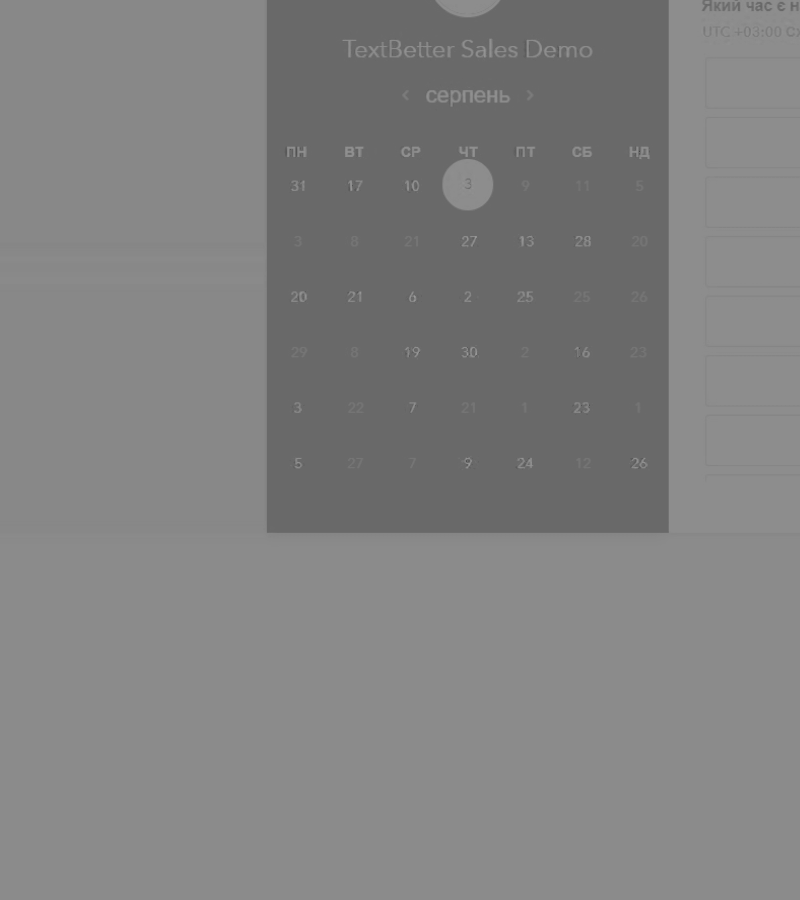 TextBetter Sales Demo
‹ серпень ›
ПН ВТ СР ЧТ ПТ СБ НД
31 17 10 3 9 11 5
3 8 21 27 13 28 20
20 21 6 2 25 25 26
29 8 19 30 2 16 23
3 22 7 21 1 23 1
5 27 7 9 24 12 26
Який час є
UTC +03:00